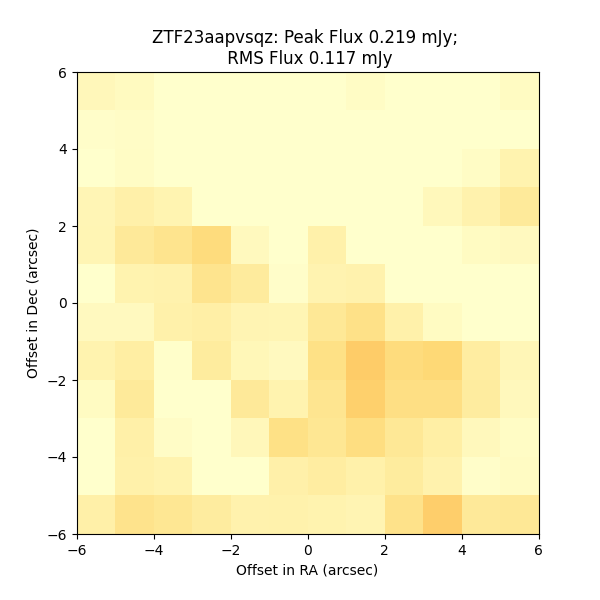 ZTF23aapvsqz: Peak Flux 0.219 mJy;
RMS Flux 0.117 mJy
6
4
2
0
−2
−4
−6
Offset in Dec (arcsec)
−6 −4 −2 0 2 4 6
Offset in RA (arcsec)